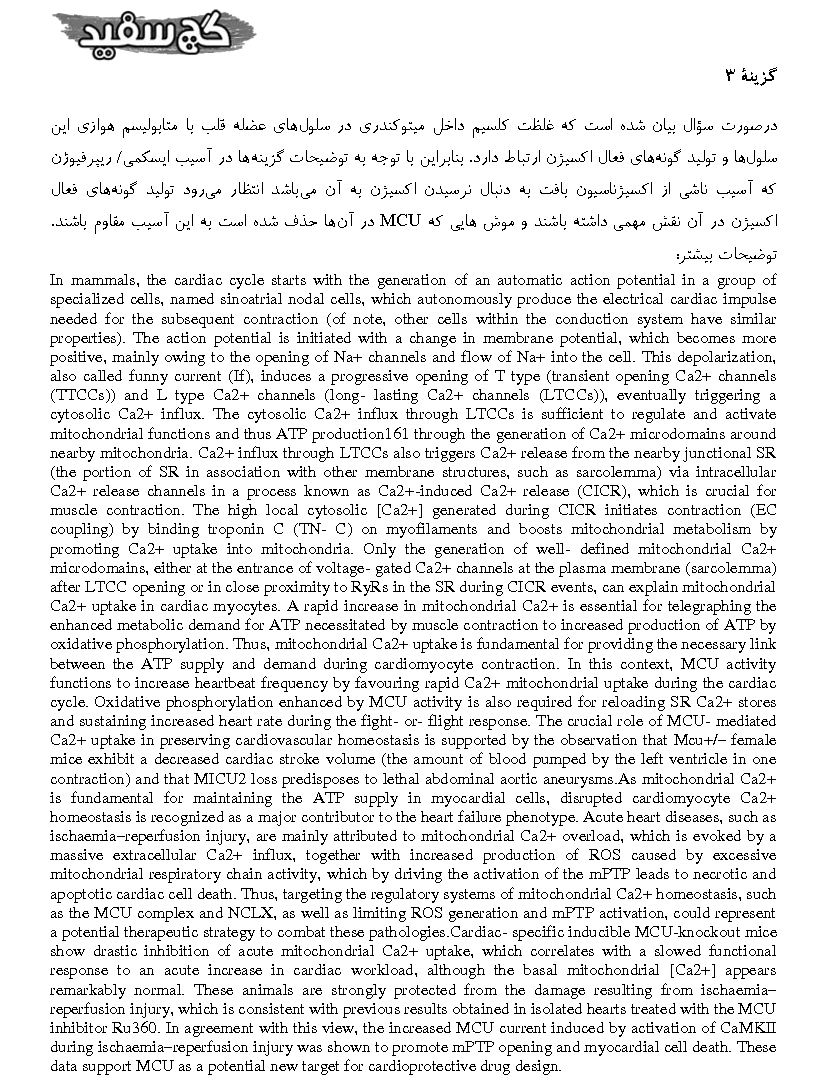 گچ سفید
گزینهٔ ۳
درصورت سؤال بیان شده است که غلظت کلسیم داخل میتوکندری در سلول‌های عضله قلب با متابولیسم هوازی این
سلول‌ها و تولید گونه‌های فعال اکسیژن ارتباط دارد. بنابراین با توجه به توضیحات گزینه‌ها در آسیب ایسکمی/ ریپرفیوژن
که آسیب ناشی از اکسیژناسیون بافت به دنبال نرسیدن اکسیژن به آن می‌باشد انتظار می‌رود تولید گونه‌های فعال
اکسیژن در آن نقش مهمی داشته باشند و موش هایی که MCU در آن‌ها حذف شده است به این آسیب مقاوم باشند.
توضیحات بیشتر:
In mammals, the cardiac cycle starts with the generation of an automatic action potential in a group of
specialized cells, named sinoatrial nodal cells, which autonomously produce the electrical cardiac impulse
needed for the subsequent contraction (of note, other cells within the conduction system have similar
properties). The action potential is initiated with a change in membrane potential, which becomes more
positive, mainly owing to the opening of Na+ channels and flow of Na+ into the cell. This depolarization,
also called funny current (If), induces a progressive opening of T type (transient opening Ca2+ channels
(TTCCs)) and L type Ca2+ channels (long- lasting Ca2+ channels (LTCCs)), eventually triggering a
cytosolic Ca2+ influx. The cytosolic Ca2+ influx through LTCCs is sufficient to regulate and activate
mitochondrial functions and thus ATP production161 through the generation of Ca2+ microdomains around
nearby mitochondria. Ca2+ influx through LTCCs also triggers Ca2+ release from the nearby junctional SR
(the portion of SR in association with other membrane structures, such as sarcolemma) via intracellular
Ca2+ release channels in a process known as Ca2+-induced Ca2+ release (CICR), which is crucial for
muscle contraction. The high local cytosolic [Ca2+] generated during CICR initiates contraction (EC
coupling) by binding troponin C (TN- C) on myofilaments and boosts mitochondrial metabolism by
promoting Ca2+ uptake into mitochondria. Only the generation of well- defined mitochondrial Ca2+
microdomains, either at the entrance of voltage- gated Ca2+ channels at the plasma membrane (sarcolemma)
after LTCC opening or in close proximity to RyRs in the SR during CICR events, can explain mitochondrial
Ca2+ uptake in cardiac myocytes. A rapid increase in mitochondrial Ca2+ is essential for telegraphing the
enhanced metabolic demand for ATP necessitated by muscle contraction to increased production of ATP by
oxidative phosphorylation. Thus, mitochondrial Ca2+ uptake is fundamental for providing the necessary link
between the ATP supply and demand during cardiomyocyte contraction. In this context, MCU activity
functions to increase heartbeat frequency by favouring rapid Ca2+ mitochondrial uptake during the cardiac
cycle. Oxidative phosphorylation enhanced by MCU activity is also required for reloading SR Ca2+ stores
and sustaining increased heart rate during the fight- or- flight response. The crucial role of MCU- mediated
Ca2+ uptake in preserving cardiovascular homeostasis is supported by the observation that Mcu+/− female
mice exhibit a decreased cardiac stroke volume (the amount of blood pumped by the left ventricle in one
contraction) and that MICU2 loss predisposes to lethal abdominal aortic aneurysms.As mitochondrial Ca2+
is fundamental for maintaining the ATP supply in myocardial cells, disrupted cardiomyocyte Ca2+
homeostasis is recognized as a major contributor to the heart failure phenotype. Acute heart diseases, such as
ischaemia–reperfusion injury, are mainly attributed to mitochondrial Ca2+ overload, which is evoked by a
massive extracellular Ca2+ influx, together with increased production of ROS caused by excessive
mitochondrial respiratory chain activity, which by driving the activation of the mPTP leads to necrotic and
apoptotic cardiac cell death. Thus, targeting the regulatory systems of mitochondrial Ca2+ homeostasis, such
as the MCU complex and NCLX, as well as limiting ROS generation and mPTP activation, could represent
a potential therapeutic strategy to combat these pathologies.Cardiac- specific inducible MCU-knockout mice
show drastic inhibition of acute mitochondrial Ca2+ uptake, which correlates with a slowed functional
response to an acute increase in cardiac workload, although the basal mitochondrial [Ca2+] appears
remarkably normal. These animals are strongly protected from the damage resulting from ischaemia–
reperfusion injury, which is consistent with previous results obtained in isolated hearts treated with the MCU
inhibitor Ru360. In agreement with this view, the increased MCU current induced by activation of CaMKII
during ischaemia–reperfusion injury was shown to promote mPTP opening and myocardial cell death. These
data support MCU as a potential new target for cardioprotective drug design.